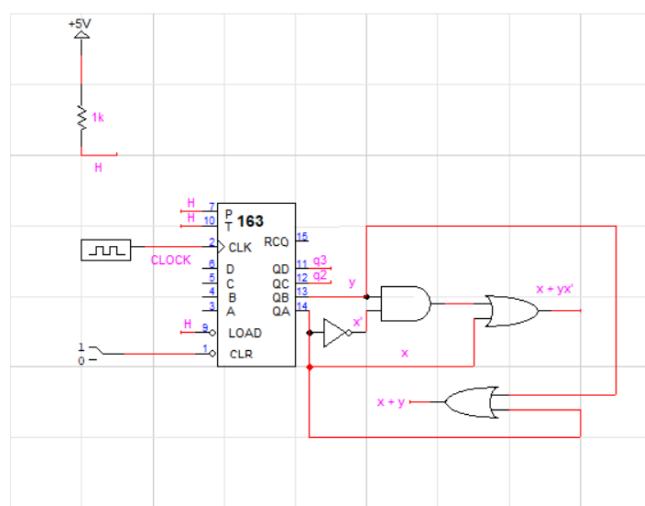 +5V
1k
H
H 7 P 163
H 10 T
RCO 15
2 CLK
CLOCK
6 D QD 11 q3
5 C QC 12 q2
4 B QB 13 y
3 A QA 14
x + yx'
x'
H 9 LOAD
1
0
1 CLR
x
x + y